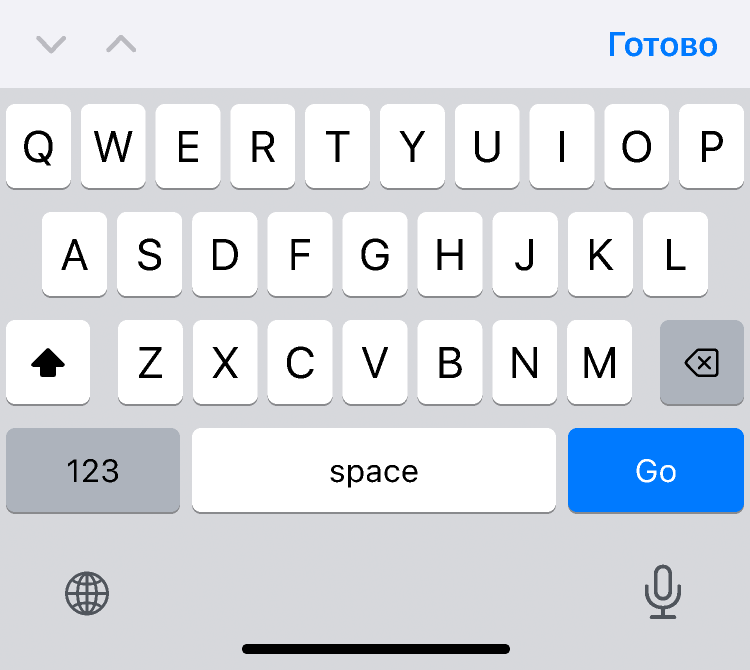 Готово
Q W E R T Y U I O P
A S D F G H J K L
Z X C V B N M
123 space Go